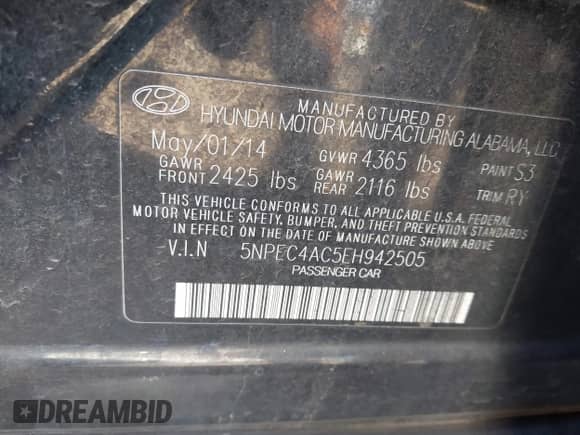 MANUFACTURED BY
HYUNDAI MOTOR MANUFACTURING ALABAMA, LLC
May/01/14 GVWR 4365 lbs PAINT S3
GAWR FRONT 2425 lbs GAWR REAR 2116 lbs TRIM RY
THIS VEHICLE CONFORMS TO ALL APPLICABLE U.S.A. FEDERAL
MOTOR VEHICLE SAFETY, BUMPER, AND THEFT PREVENTION STANDARDS
IN EFFECT ON THE DATE OF MANUFACTURE SHOWN ABOVE
V.I.N 5NPEC4AC5EH942505
PASSENGER CAR
DREAMBID